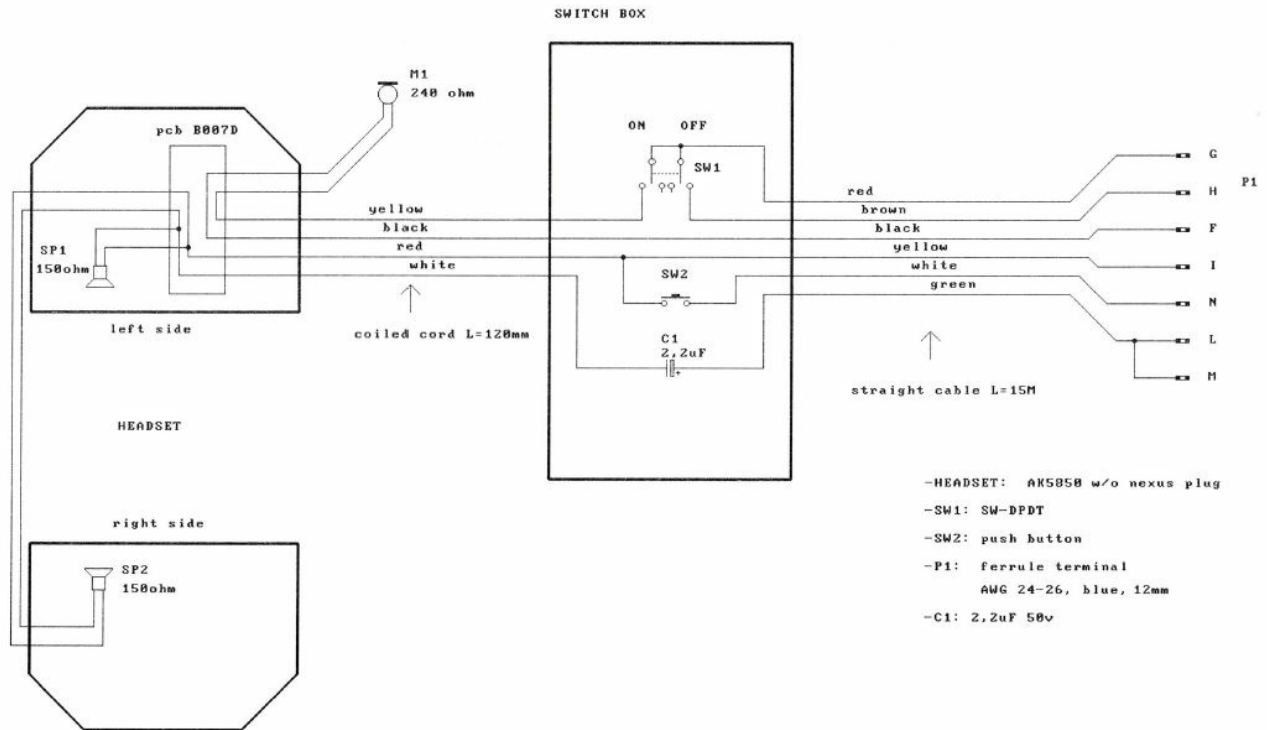 SWITCH BOX
M1
240 ohm
pcb B007D
ON OFF
SW1
G
P1
red
H
yellow
brown
black
black
F
SP1
red
yellow
150ohm
white
SW2
white
I
green
N
left side
coiled cord L=120mm
C1
2,2uF
+
L
straight cable L=15M
M
HEADSET
-HEADSET: AK5850 w/o nexus plug
-SW1: SW-DPDT
right side
-SW2: push button
SP2
150ohm
-P1: ferrule terminal
AWG 24-26, blue, 12mm
-C1: 2,2uF 50v